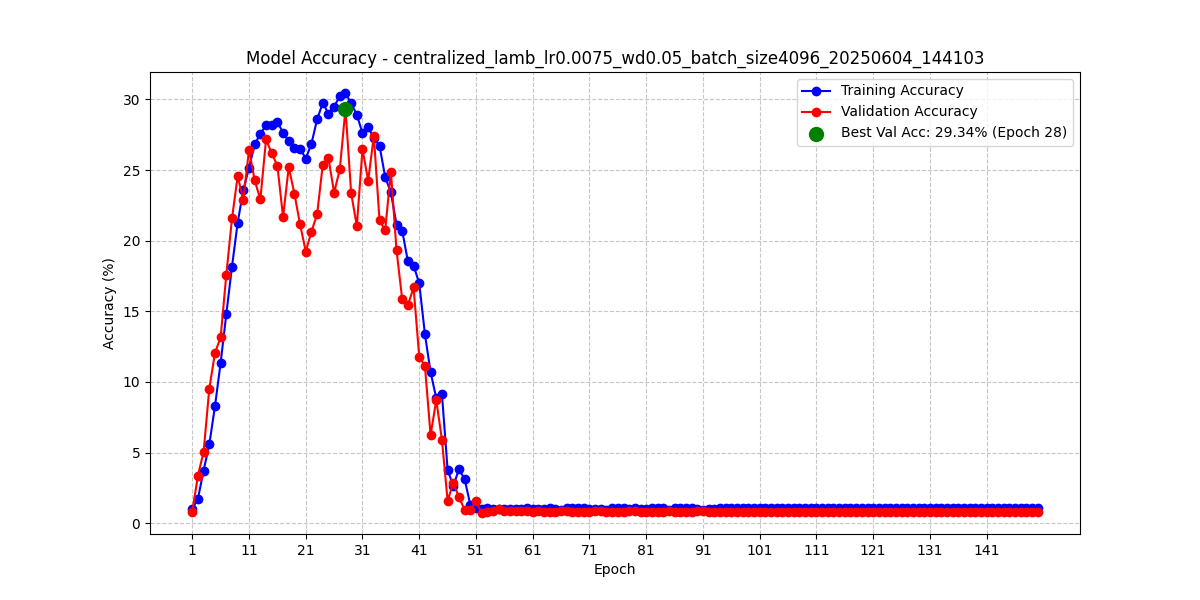 Model Accuracy - centralized_lamb_lr0.0075_wd0.05_batch_size4096_20250604_144103
Training Accuracy
Validation Accuracy
Best Val Acc: 29.34% (Epoch 28)
Accuracy (%)
30
25
20
15
10
5
0
1 11 21 31 41 51 61 71 81 91 101 111 121 131 141
Epoch